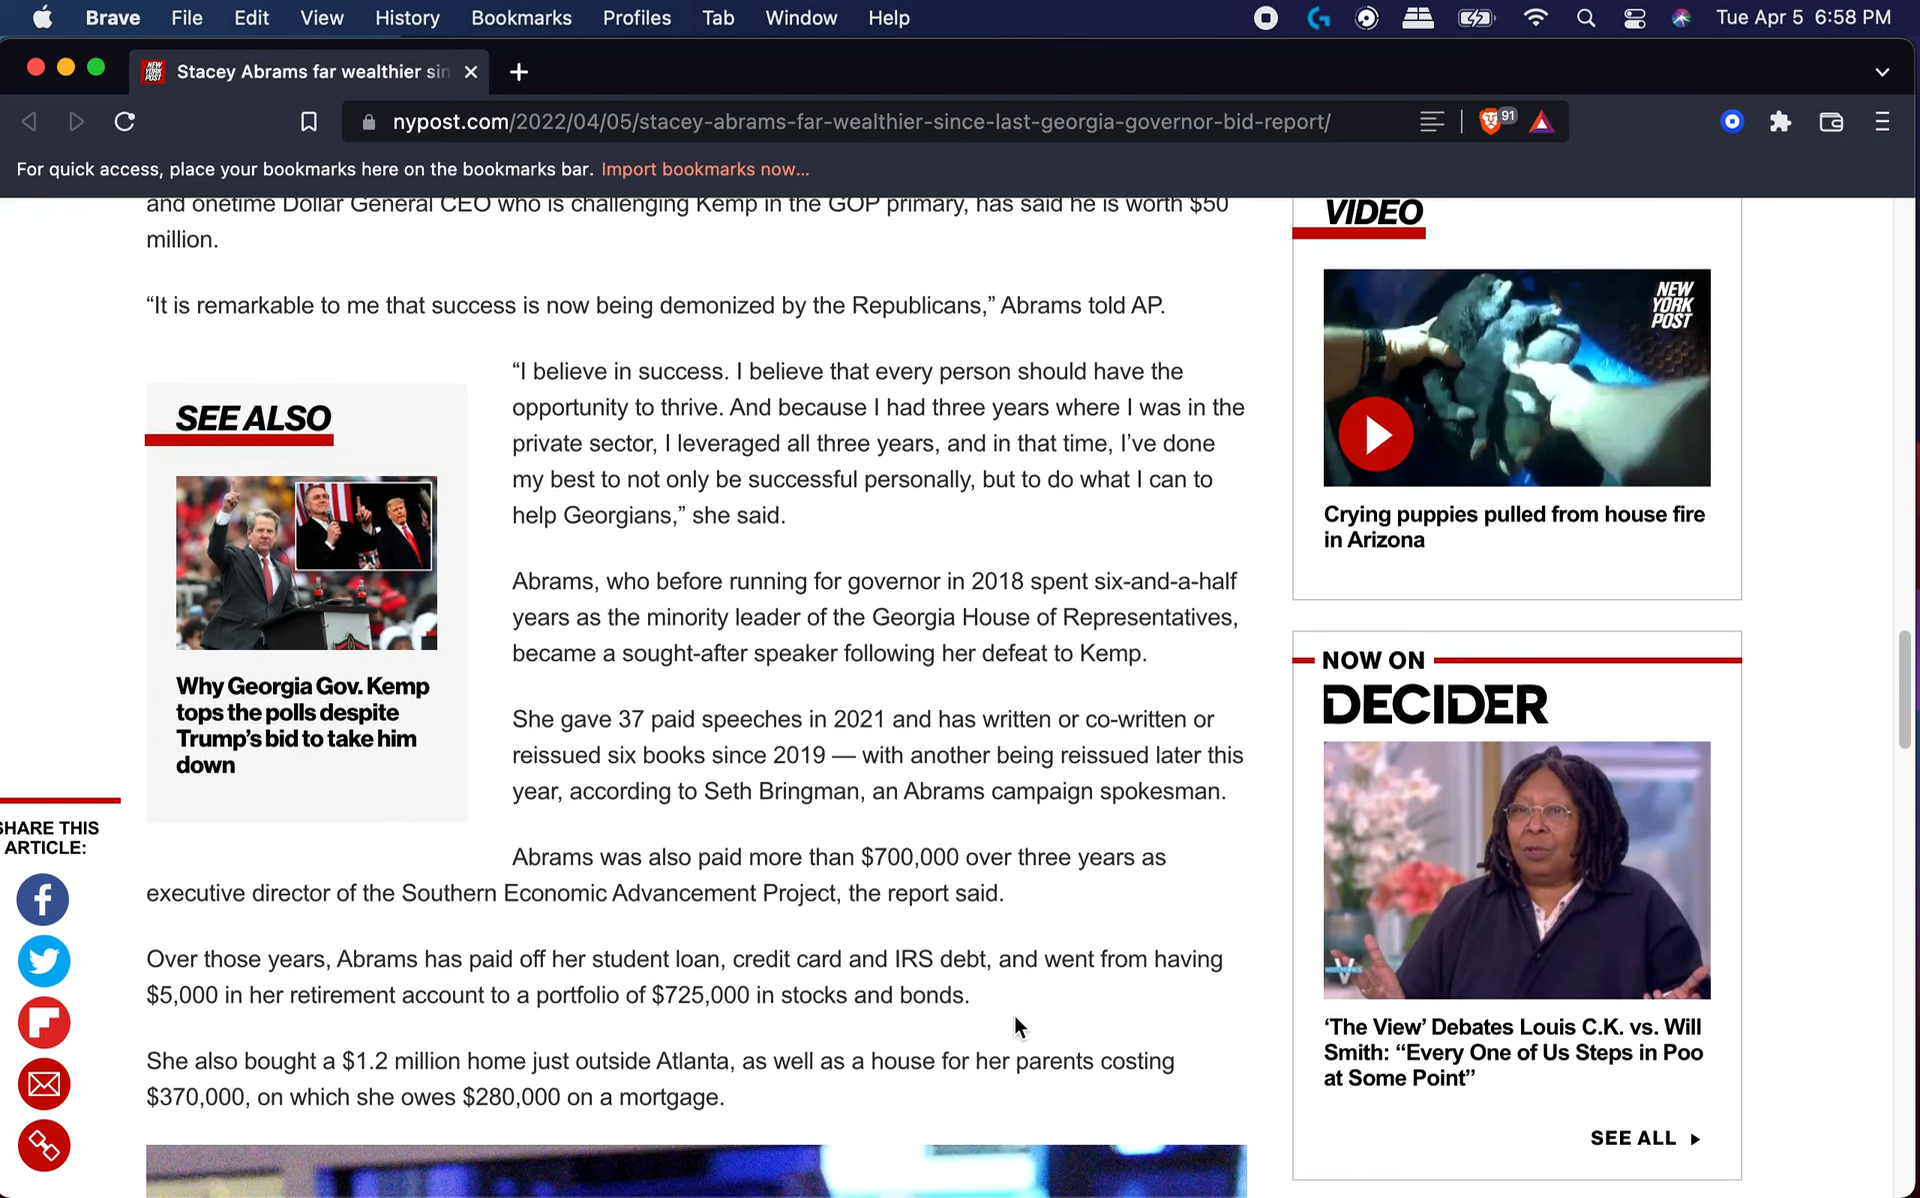 Brave File Edit View History Bookmarks Profiles Tab Window Help Tue Apr 5 6:58 PM
NEW YORK POST Stacey Abrams far wealthier sin
nypost.com/2022/04/05/stacey-abrams-far-wealthier-since-last-georgia-governor-bid-report/ 91
For quick access, place your bookmarks here on the bookmarks bar. Import bookmarks now...
and onetime Dollar General CEO who is challenging Kemp in the GOP primary, has said he is worth $50
million.
“It is remarkable to me that success is now being demonized by the Republicans,” Abrams told AP.
“I believe in success. I believe that every person should have the
opportunity to thrive. And because I had three years where I was in the
private sector, I leveraged all three years, and in that time, I’ve done
my best to not only be successful personally, but to do what I can to
help Georgians,” she said.
SEE ALSO
Why Georgia Gov. Kemp
tops the polls despite
Trump’s bid to take him
down
Abrams, who before running for governor in 2018 spent six-and-a-half
years as the minority leader of the Georgia House of Representatives,
became a sought-after speaker following her defeat to Kemp.
She gave 37 paid speeches in 2021 and has written or co-written or
reissued six books since 2019 — with another being reissued later this
year, according to Seth Bringman, an Abrams campaign spokesman.
Abrams was also paid more than $700,000 over three years as
executive director of the Southern Economic Advancement Project, the report said.
Over those years, Abrams has paid off her student loan, credit card and IRS debt, and went from having
$5,000 in her retirement account to a portfolio of $725,000 in stocks and bonds.
She also bought a $1.2 million home just outside Atlanta, as well as a house for her parents costing
$370,000, on which she owes $280,000 on a mortgage.
SHARE THIS
ARTICLE:
VIDEO
NEW
YORK
POST
Crying puppies pulled from house fire
in Arizona
NOW ON
DECIDER
‘The View’ Debates Louis C.K. vs. Will
Smith: “Every One of Us Steps in Poo
at Some Point”
SEE ALL